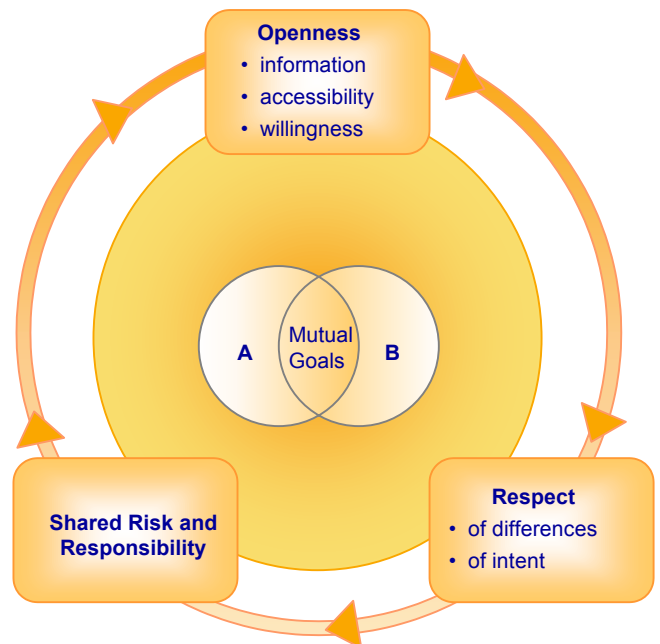 Openness
• information
• accessibility
• willingness
A
Mutual
Goals
B
Shared Risk and
Responsibility
Respect
• of differences
• of intent